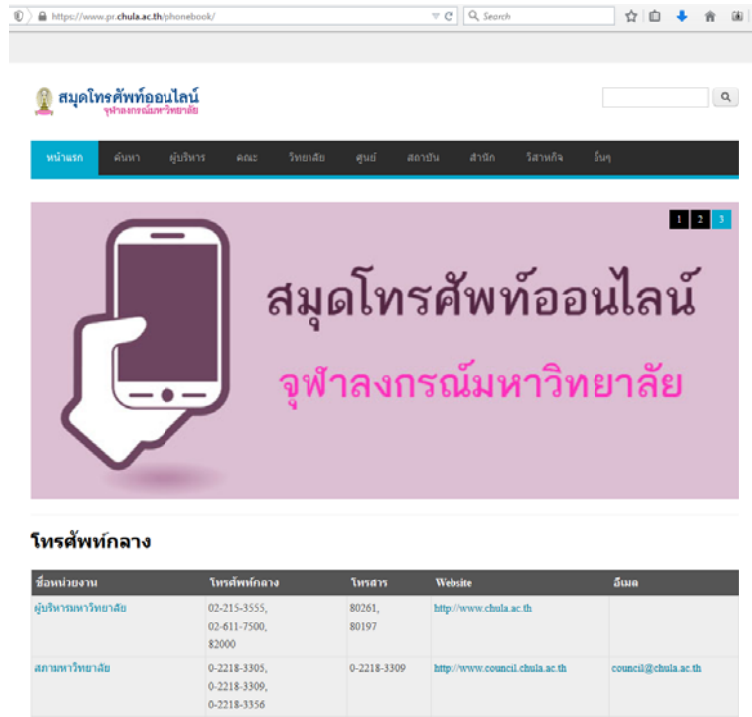 https://www.pr.chula.ac.th/phonebook/
Search
สมุดโทรศัพท์ออนไลน์
จุฬาลงกรณ์มหาวิทยาลัย
หน้าแรก ค้นหา ผู้บริหาร คณะ วิทยาลัย ศูนย์ สถาบัน สำนัก วิสาหกิจ อื่นๆ
1 2 3
สมุดโทรศัพท์ออนไลน์
จุฬาลงกรณ์มหาวิทยาลัย
โทรศัพท์กลาง
ชื่อหน่วยงาน โทรศัพท์กลาง โทรสาร Website อีเมล
ผู้บริหารมหาวิทยาลัย 02-215-3555, 80261, http://www.chula.ac.th
02-611-7500, 80197
82000
สภามหาวิทยาลัย 0-2218-3305, 0-2218-3309 http://www.council.chula.ac.th council@chula.ac.th
0-2218-3309,
0-2218-3356